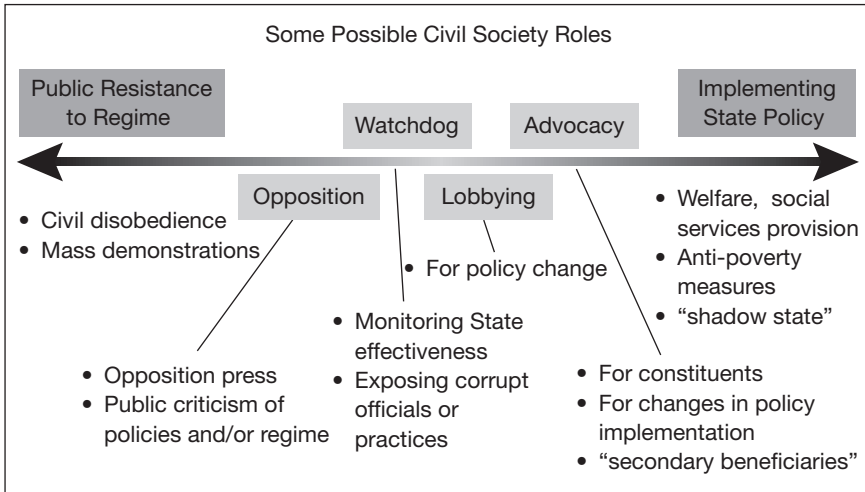 Some Possible Civil Society Roles
Public Resistance
to Regime
Watchdog
Advocacy
Implementing
State Policy
Opposition
Lobbying
• Civil disobedience
• Mass demonstrations
• For policy change
• Welfare, social
services provision
• Anti-poverty
measures
• “shadow state”
• Opposition press
• Public criticism of
policies and/or regime
• Monitoring State
effectiveness
• Exposing corrupt
officials or
practices
• For constituents
• For changes in policy
implementation
• “secondary beneficiaries”